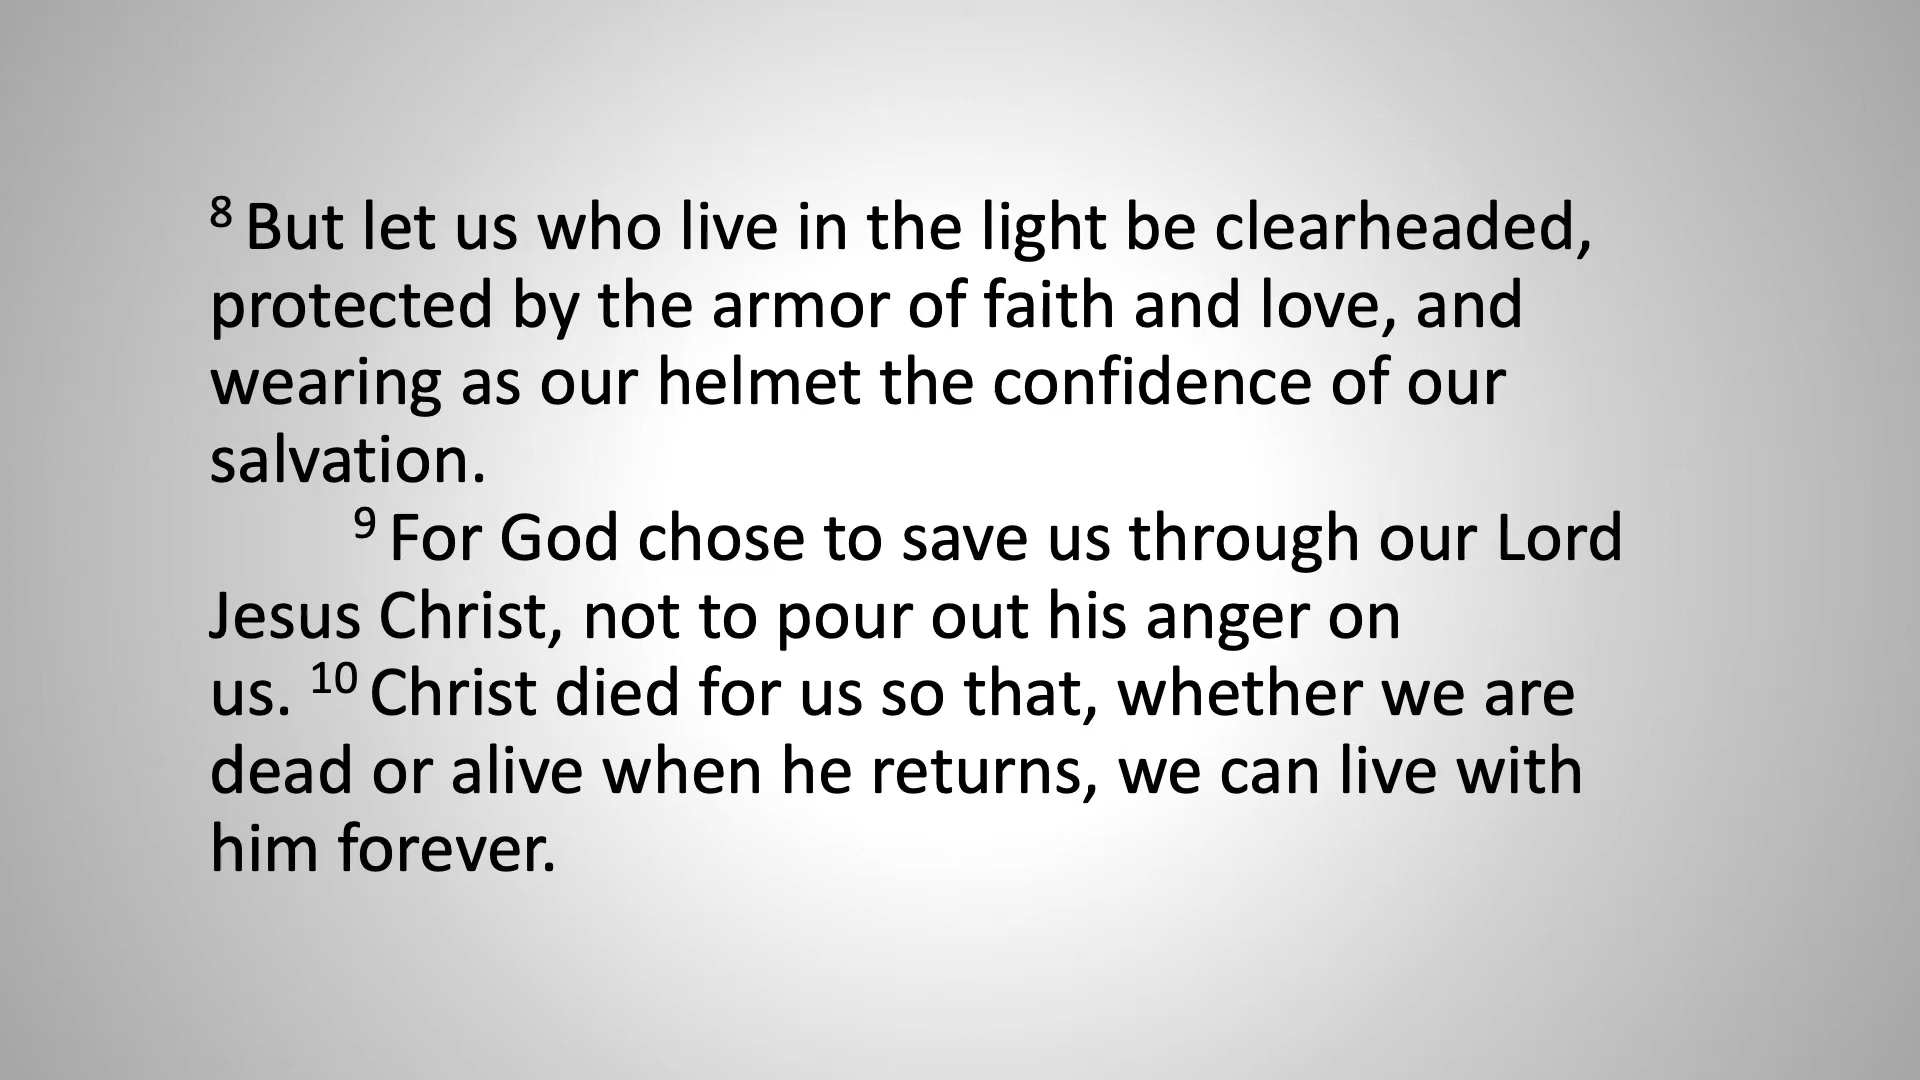 ⁸ But let us who live in the light be clearheaded,
protected by the armor of faith and love, and
wearing as our helmet the confidence of our
salvation.
⁹ For God chose to save us through our Lord
Jesus Christ, not to pour out his anger on
us. ¹⁰ Christ died for us so that, whether we are
dead or alive when he returns, we can live with
him forever.